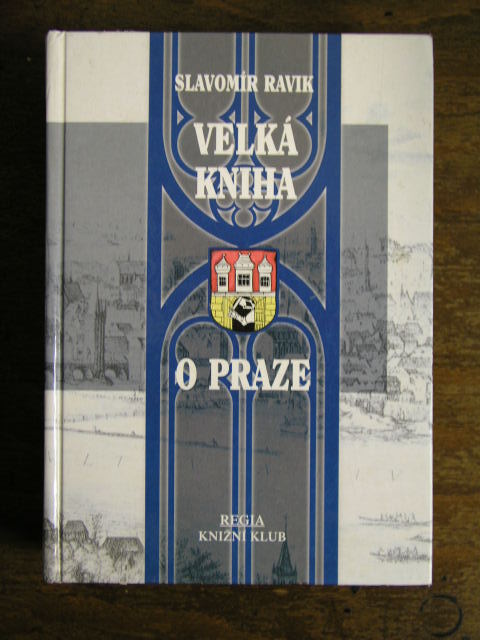 SLAVOMÍR RAVIK
VELKÁ
KNIHA
O PRAZE
REGIA
KNIŽNÍ KLUB